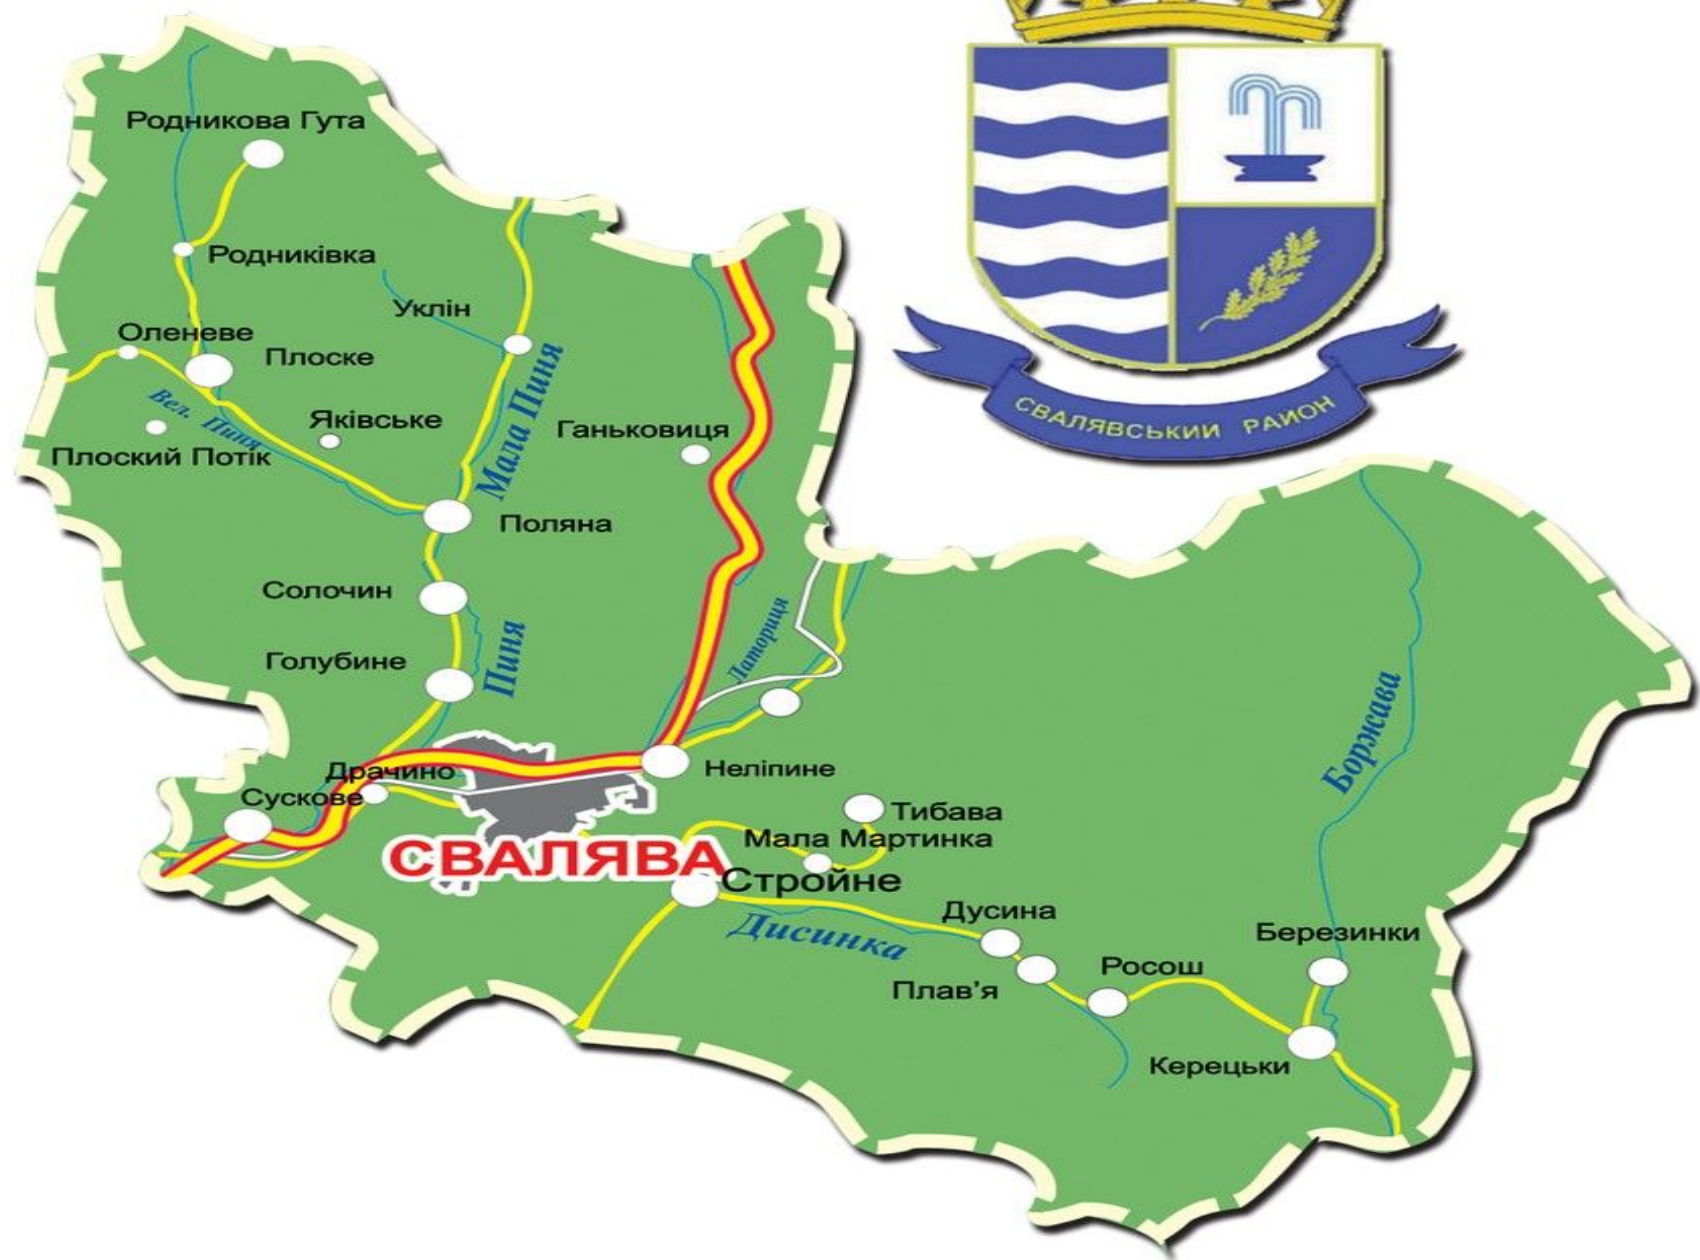 Родникова Гута
Родниківка
Уклін
Оленеве
Плоске
Мала Пиня
Вел. Пиня
Яківське
Ганьковиця
СВАЛЯВСЬКИЙ РАЙОН
Плоский Потік
Поляна
Солочин
Латориця
Голубине
Пиня
Боржава
Драчино
Неліпине
Сускове
Тибава
Мала Мартинка
СВАЛЯВА
Стройне
Дусина
Дисинка
Березинки
Росош
Плав’я
Керецьки